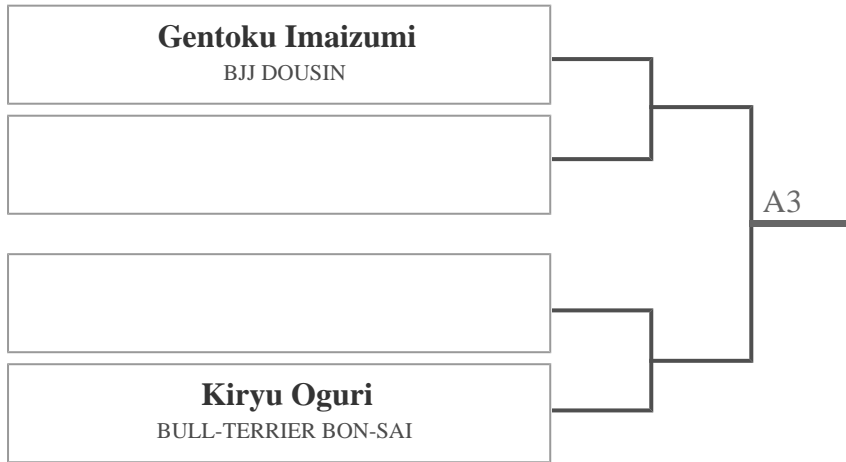 Gentoku Imaizumi
BJJ DOUSIN
A3
Kiryu Oguri
BULL-TERRIER BON-SAI